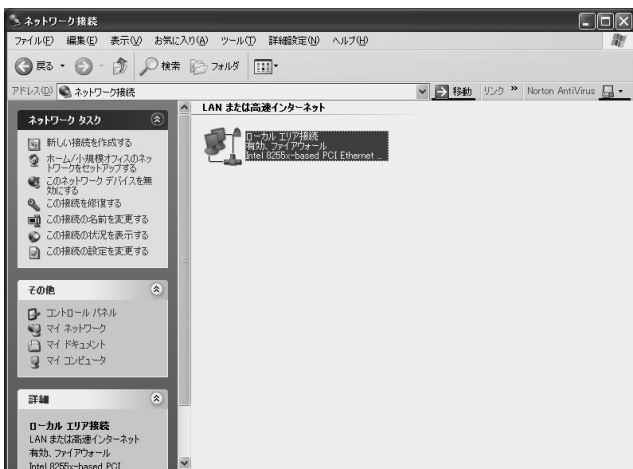 ネットワーク接続
ファイル(F) 編集(E) 表示(V) お気に入り(A) ツール(T) 詳細設定(N) ヘルプ(H)
戻る 検索 フォルダ
アドレス(D) ネットワーク接続 移動 リンク » Norton AntiVirus
ネットワーク タスク
新しい接続を作成する
ホーム/小規模オフィスのネッ
トワークをセットアップする
このネットワーク デバイスを無
効にする
この接続を修復する
この接続の名前を変更する
この接続の状況を表示する
この接続の設定を変更する
その他
コントロール パネル
マイ ネットワーク
マイ ドキュメント
マイ コンピュータ
詳細
ローカル エリア接続
LAN または高速インターネット
有効、ファイアウォール
Intel 8255x-based PCI
LAN または高速インターネット
ローカル エリア接続
有効、ファイアウォール
Intel 8255x-based PCI Ethernet ...